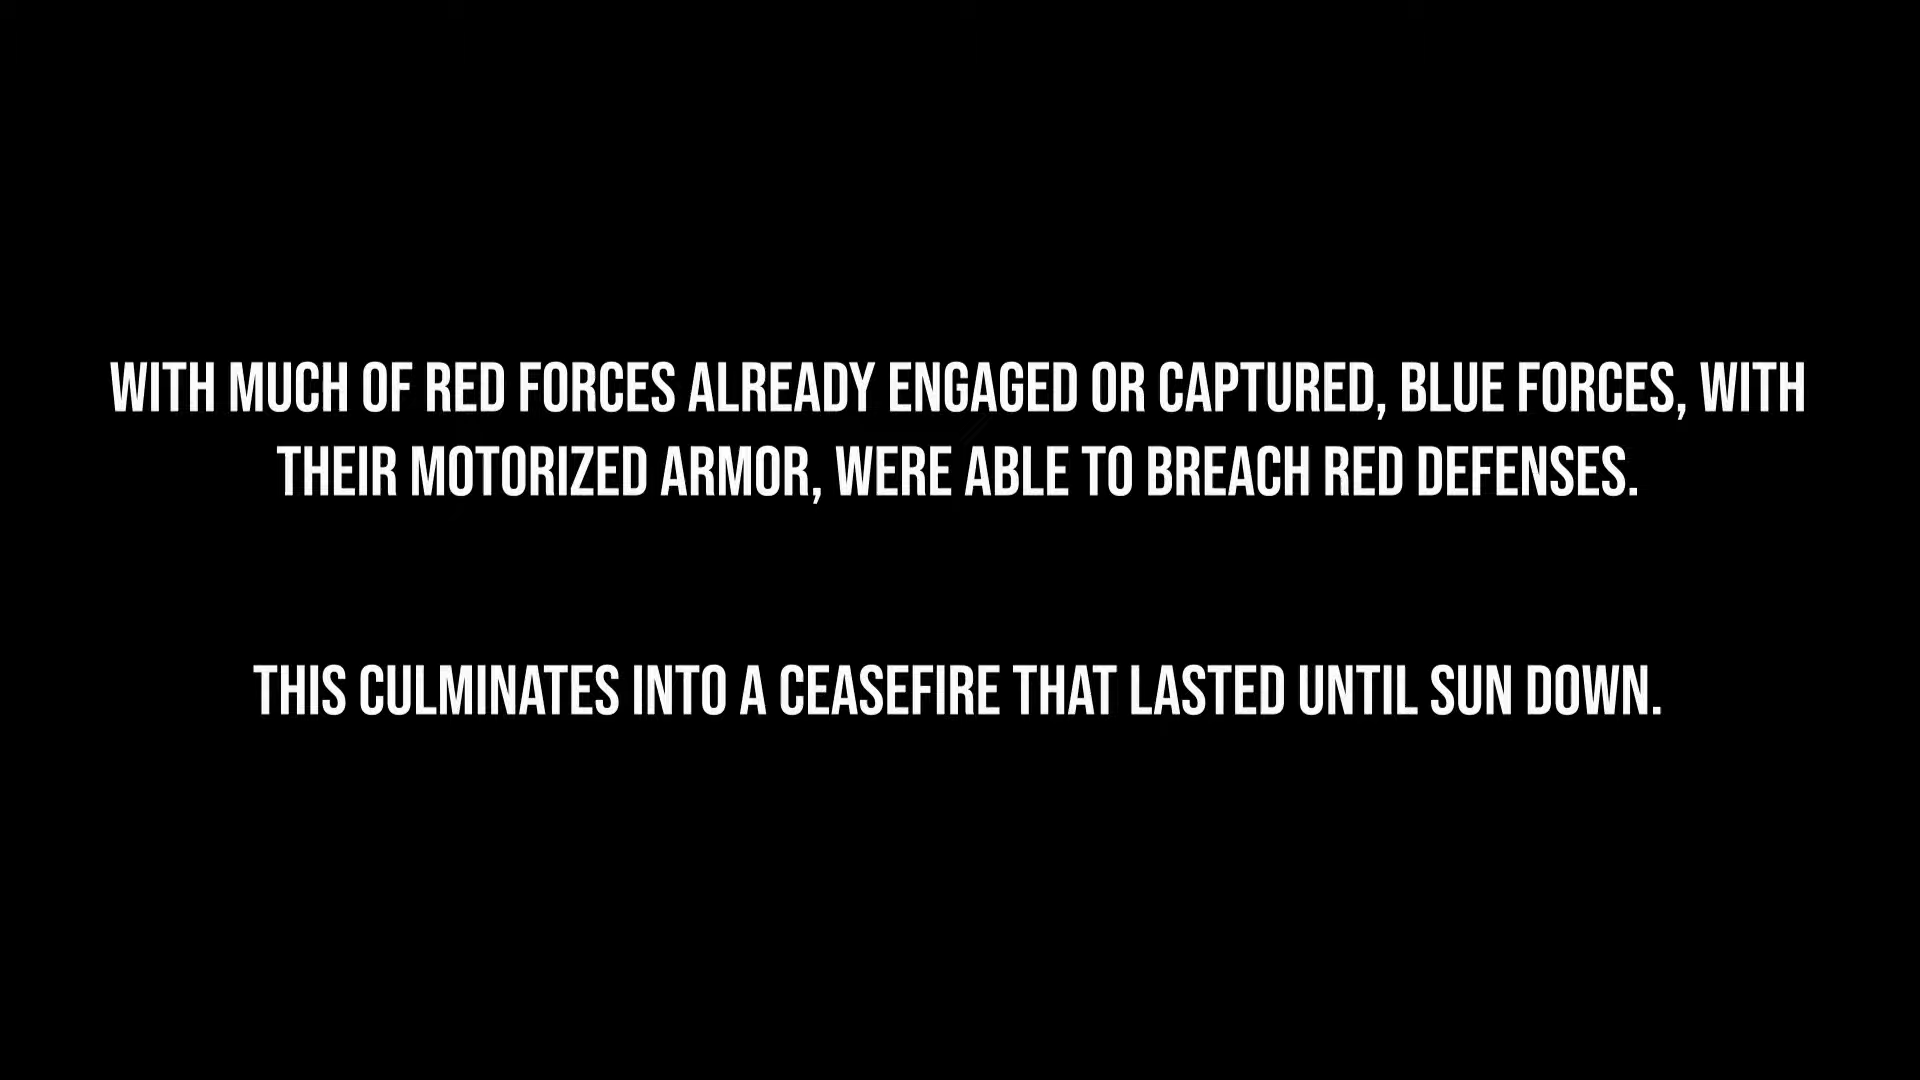 WITH MUCH OF RED FORCES ALREADY ENGAGED OR CAPTURED, BLUE FORCES, WITH
THEIR MOTORIZED ARMOR, WERE ABLE TO BREACH RED DEFENSES.
THIS CULMINATES INTO A CEASEFIRE THAT LASTED UNTIL SUN DOWN.